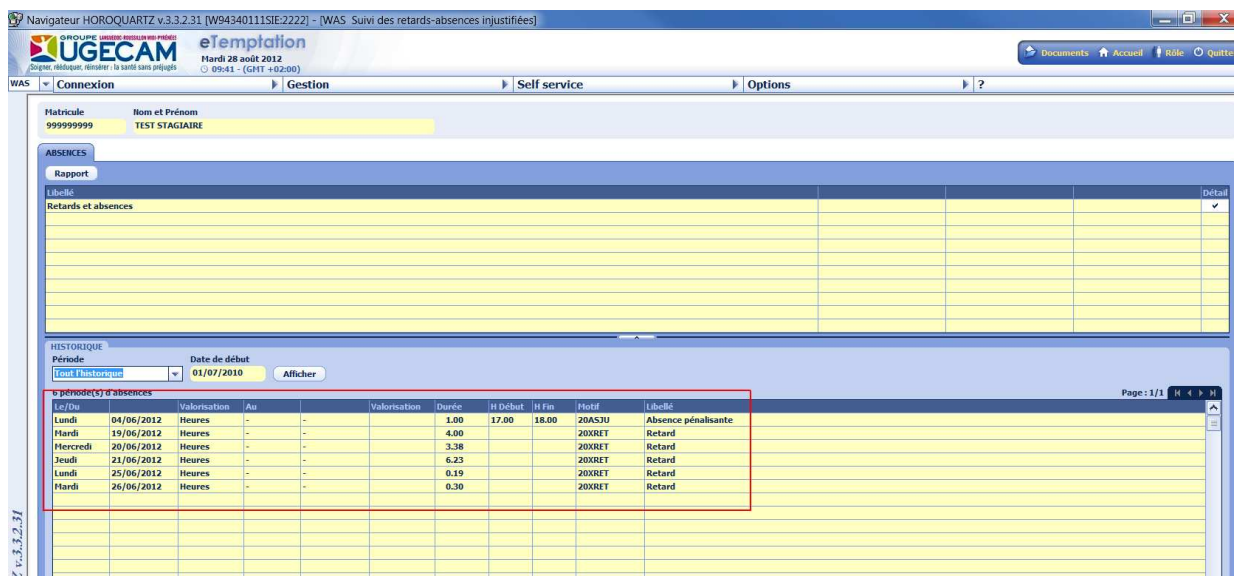 Navigateur HOROQUARTZ v.3.3.2.31 [W94340111SIE:2222] - [WAS Suivi des retards-absences injustifiées]
GROUPE LANGUEDOC-ROUSSILLON MIDI-PYRÉNÉES
UGECAM
Soigner, rééduquer, réinsérer : la santé sans préjugés
eTemptation
Mardi 28 août 2012
09:41 - (GMT +02:00)
Documents Accueil Rôle Quitter
WAS Connexion Gestion Self service Options ?
Matricule Nom et Prénom
999999999 TEST STAGIAIRE
ABSENCES
Rapport
Libellé Détail
Retards et absences
HISTORIQUE
Période Date de début
Tout l'historique 01/07/2010 Afficher
6 période(s) d'absences Page : 1/1
Le/Du Valorisation Au Valorisation Durée H Début H Fin Motif Libellé
Lundi 04/06/2012 Heures - - 1.00 17.00 18.00 20ASJU Absence pénalisante
Mardi 19/06/2012 Heures - - 4.00 20XRET Retard
Mercredi 20/06/2012 Heures - - 3.38 20XRET Retard
Jeudi 21/06/2012 Heures - - 6.23 20XRET Retard
Lundi 25/06/2012 Heures - - 0.19 20XRET Retard
Mardi 26/06/2012 Heures - - 0.30 20XRET Retard
v.3.3.2.31